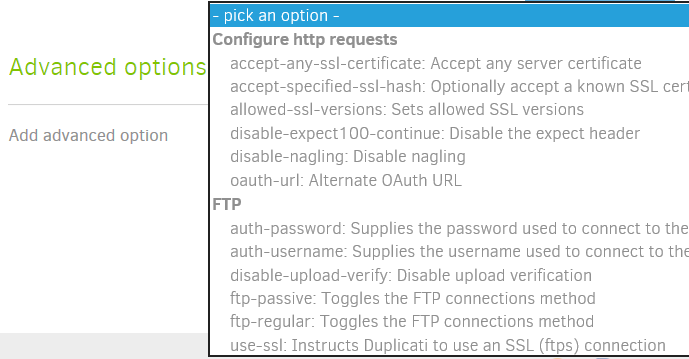 - pick an option -
Configure http requests
Advanced options
accept-any-ssl-certificate: Accept any server certificate
accept-specified-ssl-hash: Optionally accept a known SSL cert
allowed-ssl-versions: Sets allowed SSL versions
Add advanced option
disable-expect100-continue: Disable the expect header
disable-nagling: Disable nagling
oauth-url: Alternate OAuth URL
FTP
auth-password: Supplies the password used to connect to the
auth-username: Supplies the username used to connect to the
disable-upload-verify: Disable upload verification
ftp-passive: Toggles the FTP connections method
ftp-regular: Toggles the FTP connections method
use-ssl: Instructs Duplicati to use an SSL (ftps) connection